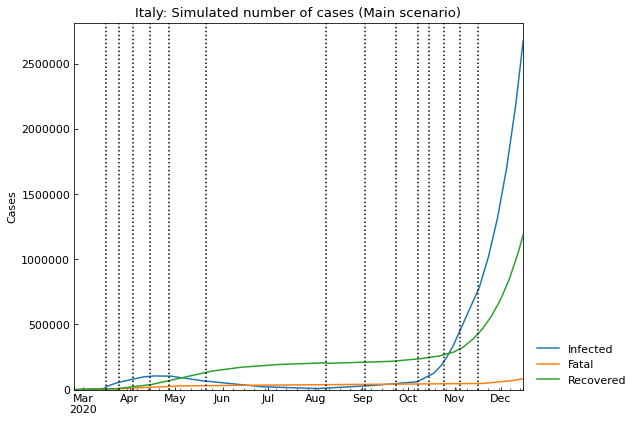 Italy: Simulated number of cases (Main scenario)
2500000
2000000
1500000
1000000
500000
0
Cases
Mar Apr May Jun Jul Aug Sep Oct Nov Dec
2020
Infected
Fatal
Recovered